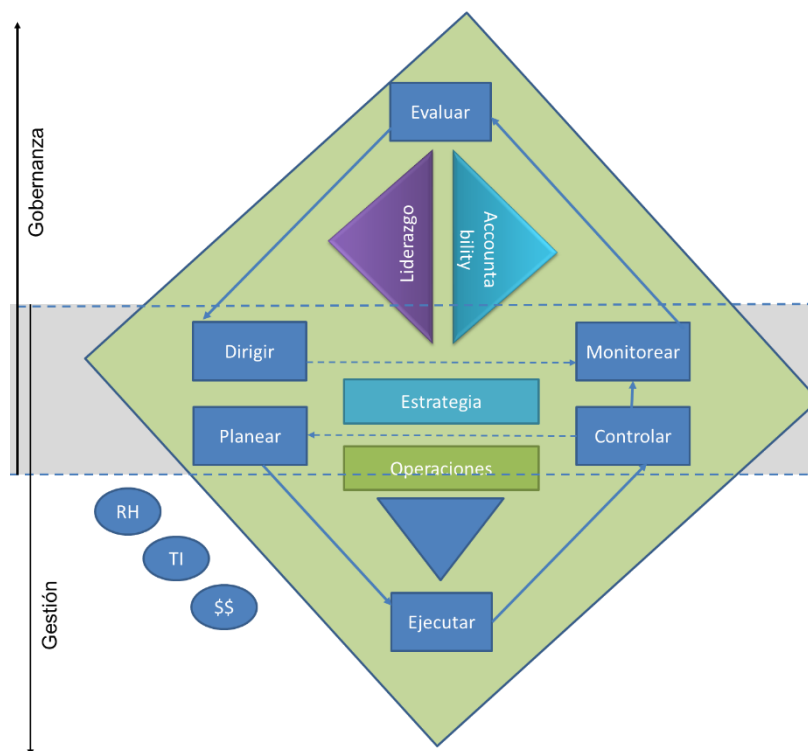 Evaluar
Gobernanza
Liderazgo
Accounta
bility
Dirigir
Monitorear
Estrategia
Planear
Controlar
Operaciones
RH
TI
$$
Gestión
Ejecutar